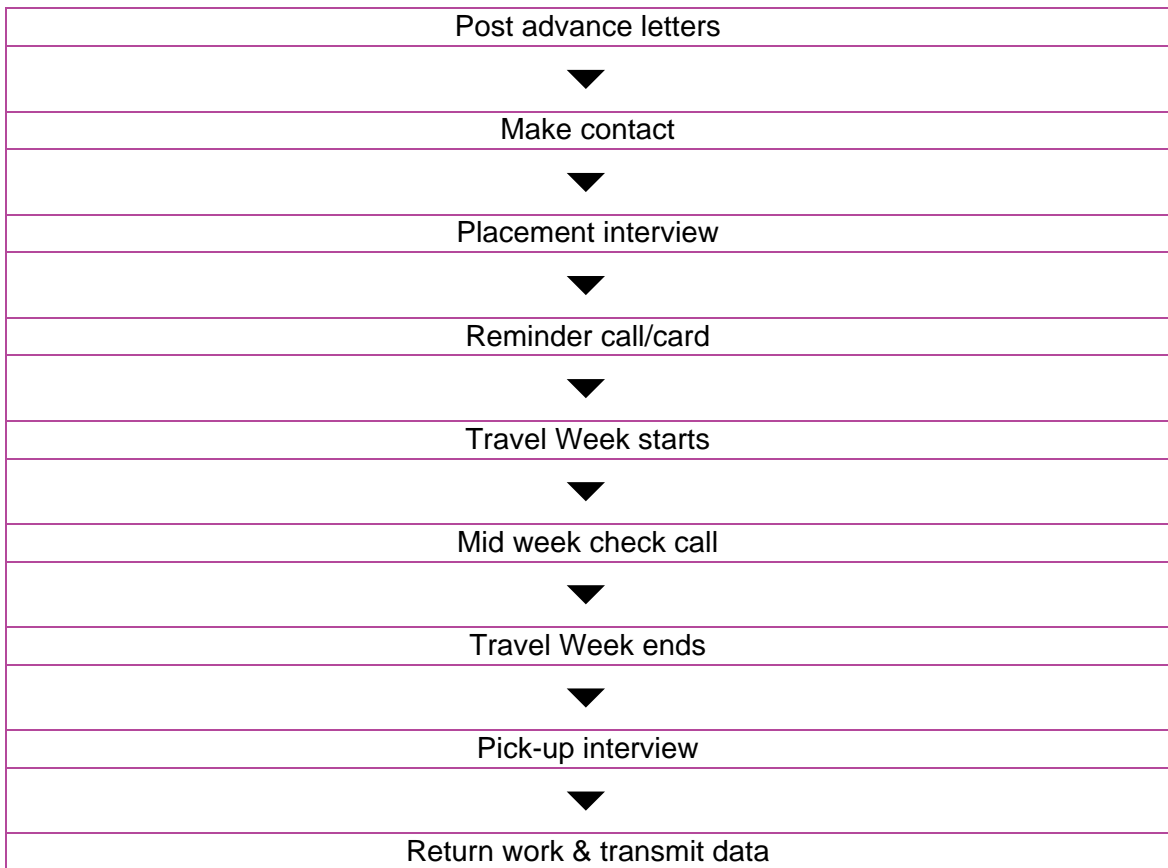 Post advance letters
Make contact
Placement interview
Reminder call/card
Travel Week starts
Mid week check call
Travel Week ends
Pick-up interview
Return work & transmit data